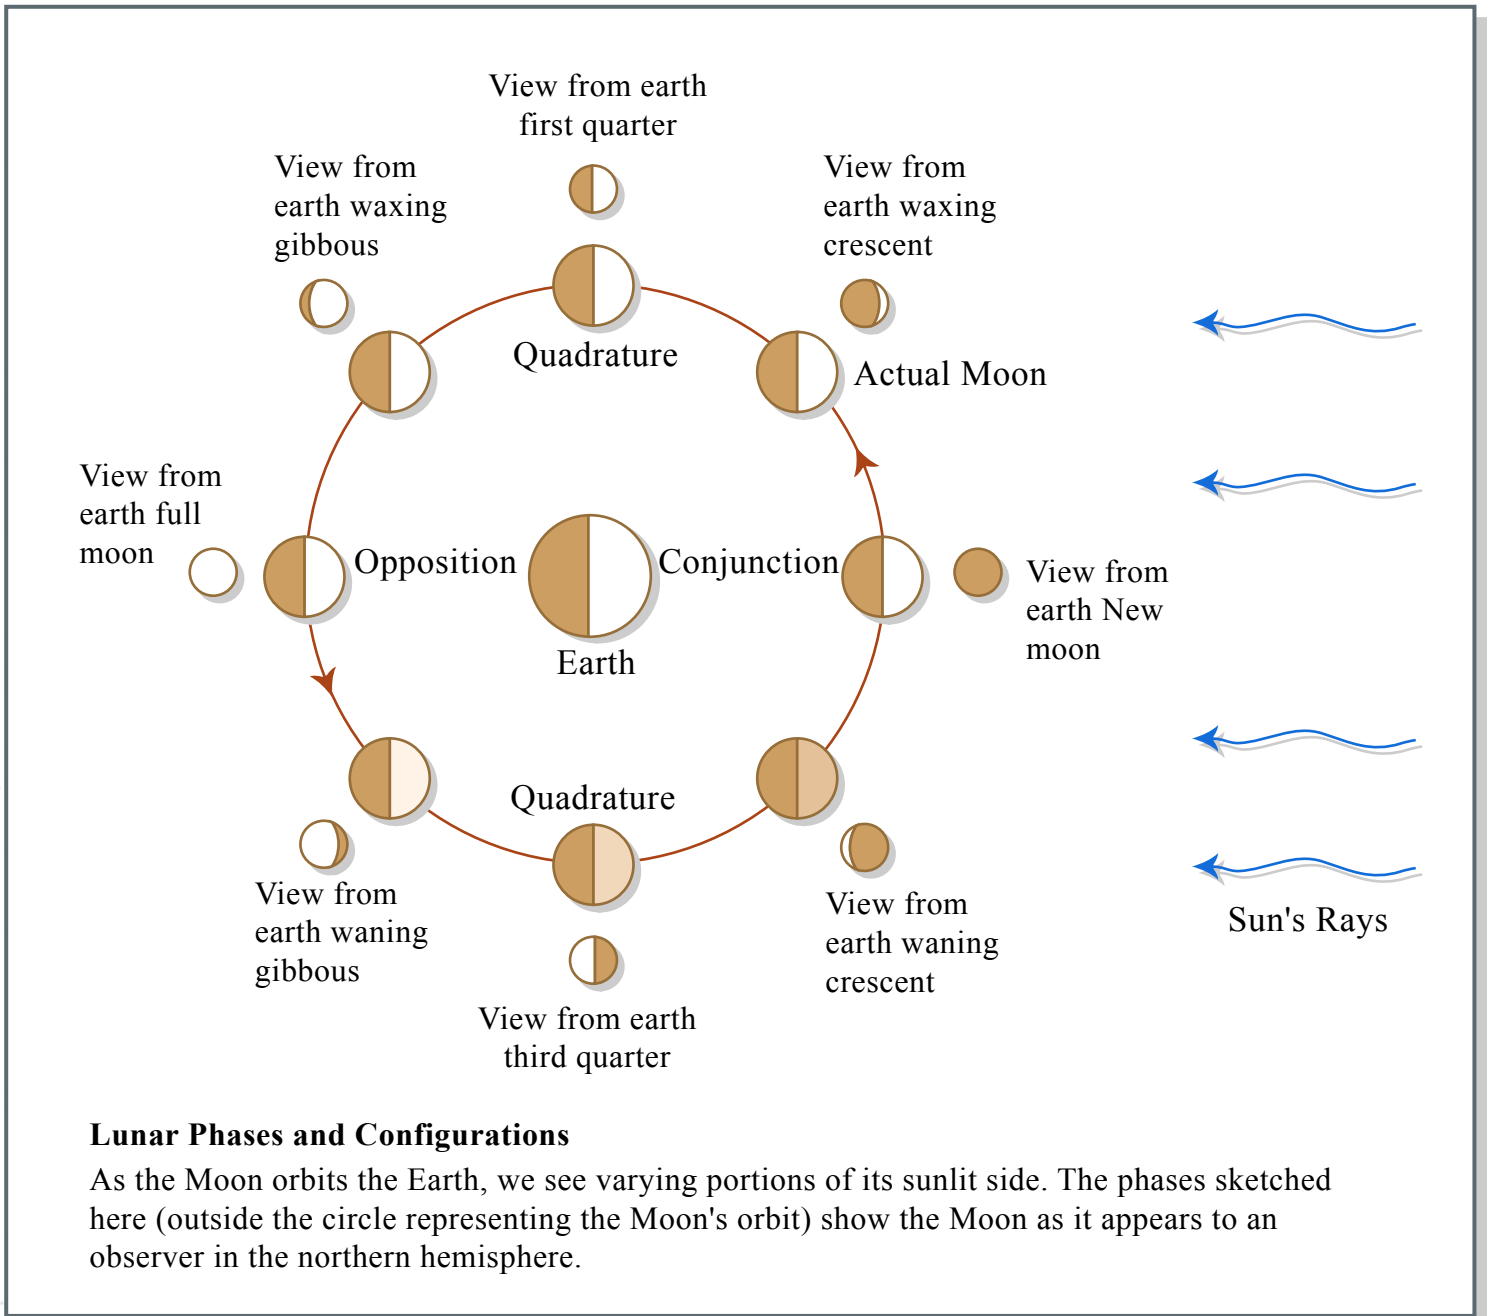 View from earth
first quarter
View from
earth waxing
gibbous
View from
earth waxing
crescent
Quadrature
Actual Moon
View from
earth full
moon
Opposition
Conjunction
Earth
View from
earth New
moon
Quadrature
View from
earth waning
gibbous
View from
earth waning
crescent
Sun's Rays
View from earth
third quarter
Lunar Phases and Configurations
As the Moon orbits the Earth, we see varying portions of its sunlit side. The phases sketched
here (outside the circle representing the Moon's orbit) show the Moon as it appears to an
observer in the northern hemisphere.